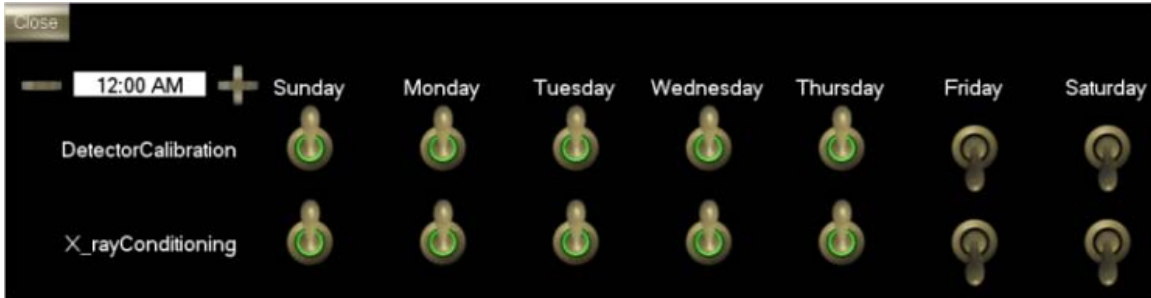 Close
12:00 AM Sunday Monday Tuesday Wednesday Thursday Friday Saturday
DetectorCalibration
X_rayConditioning